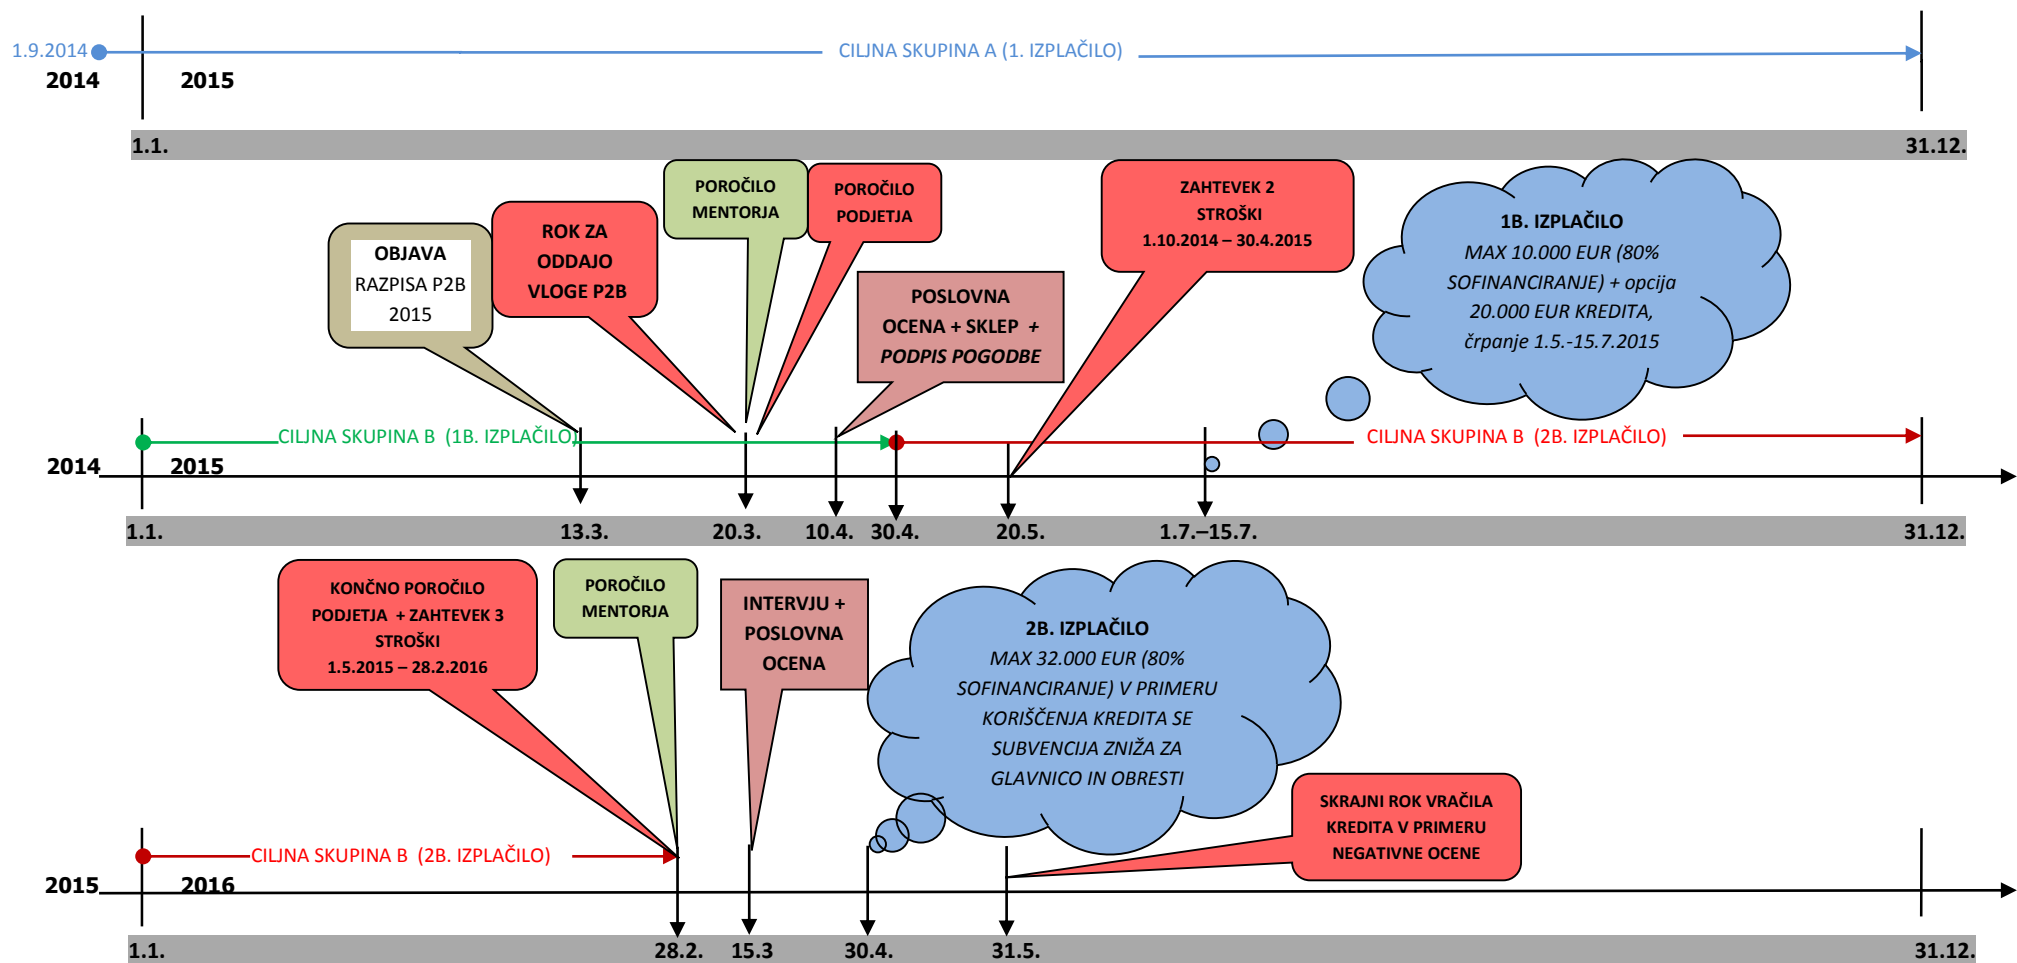 1.9.2014
CILJNA SKUPINA A (1. IZPLAČILO)
2014
2015
1.1.
31.12.
OBJAVA
RAZPISA P2B
2015
ROK ZA
ODDAJO
VLOGE P2B
POROČILO
MENTORJA
POROČILO
PODJETJA
POSLOVNA
OCENA + SKLEP +
PODPIS POGODBE
ZAHTEVEK 2
STROŠKI
1.10.2014 – 30.4.2015
1B. IZPLAČILO
MAX 10.000 EUR (80%
SOFINANCIRANJE) + opcija
20.000 EUR KREDITA,
črpanje 1.5.-15.7.2015
CILJNA SKUPINA B (1B. IZPLAČILO)
CILJNA SKUPINA B (2B. IZPLAČILO)
2014
2015
1.1.
13.3.
20.3.
10.4.
30.4.
20.5.
1.7.–15.7.
31.12.
KONČNO POROČILO
PODJETJA + ZAHTEVEK 3
STROŠKI
1.5.2015 – 28.2.2016
POROČILO
MENTORJA
INTERVJU +
POSLOVNA
OCENA
2B. IZPLAČILO
MAX 32.000 EUR (80%
SOFINANCIRANJE) V PRIMERU
KORIŠČENJA KREDITA SE
SUBVENCIJA ZNIŽA ZA
GLAVNICO IN OBRESTI
SKRAJNI ROK VRAČILA
KREDITA V PRIMERU
NEGATIVNE OCENE
CILJNA SKUPINA B (2B. IZPLAČILO)
2015
2016
1.1.
28.2.
15.3
30.4.
31.5.
31.12.